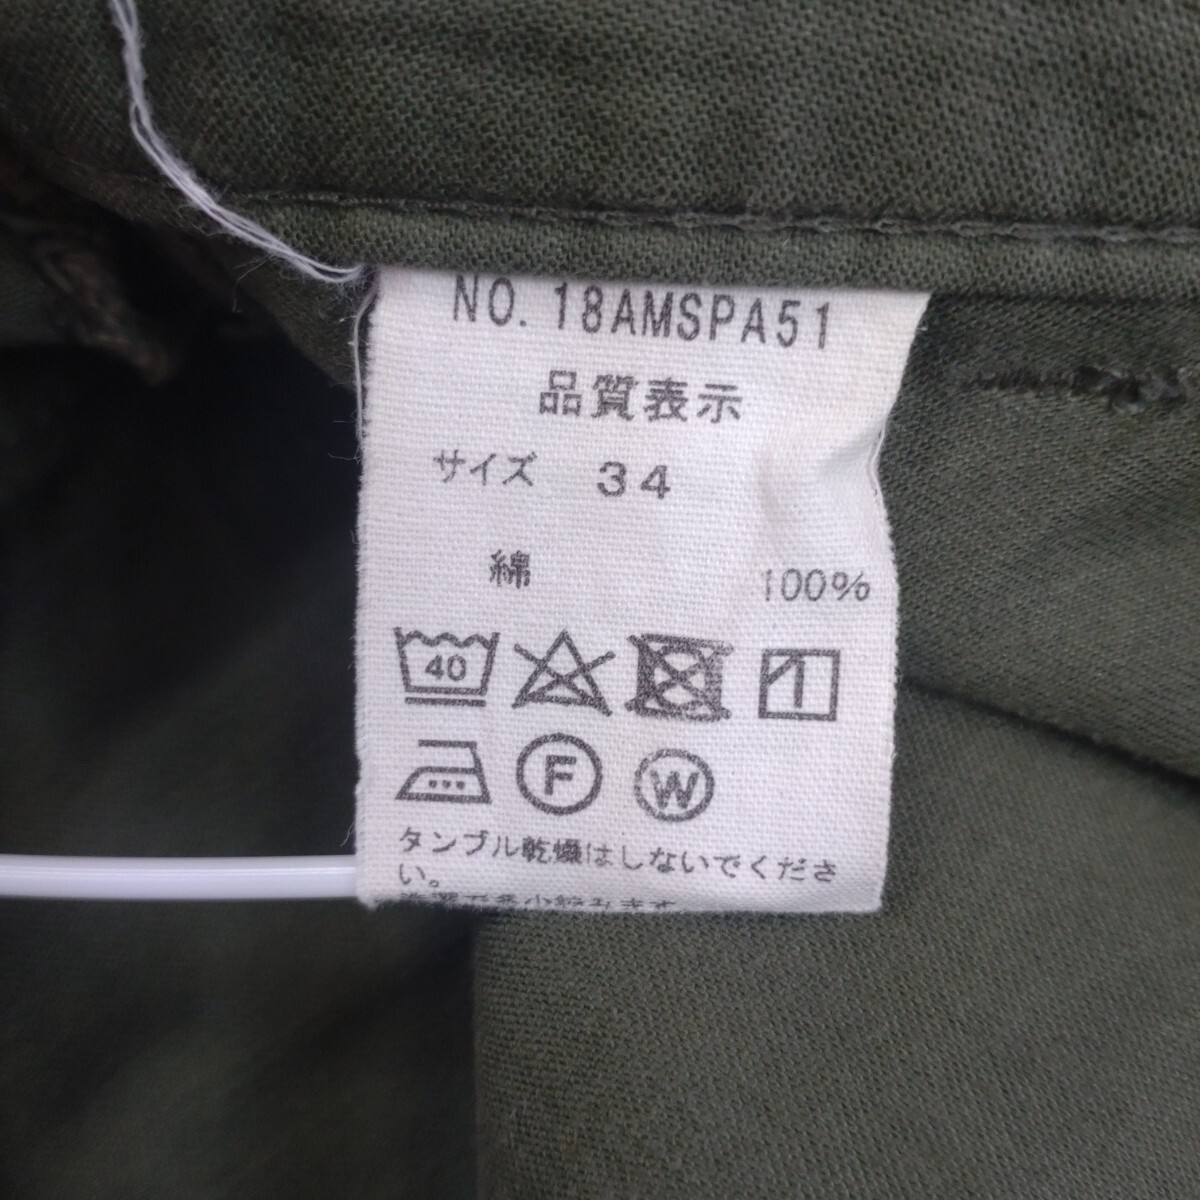 NO. 18AMSPA51
品質表示
サイズ 34
綿 100%
40
F W
タンブル乾燥はしないでくださ
い。